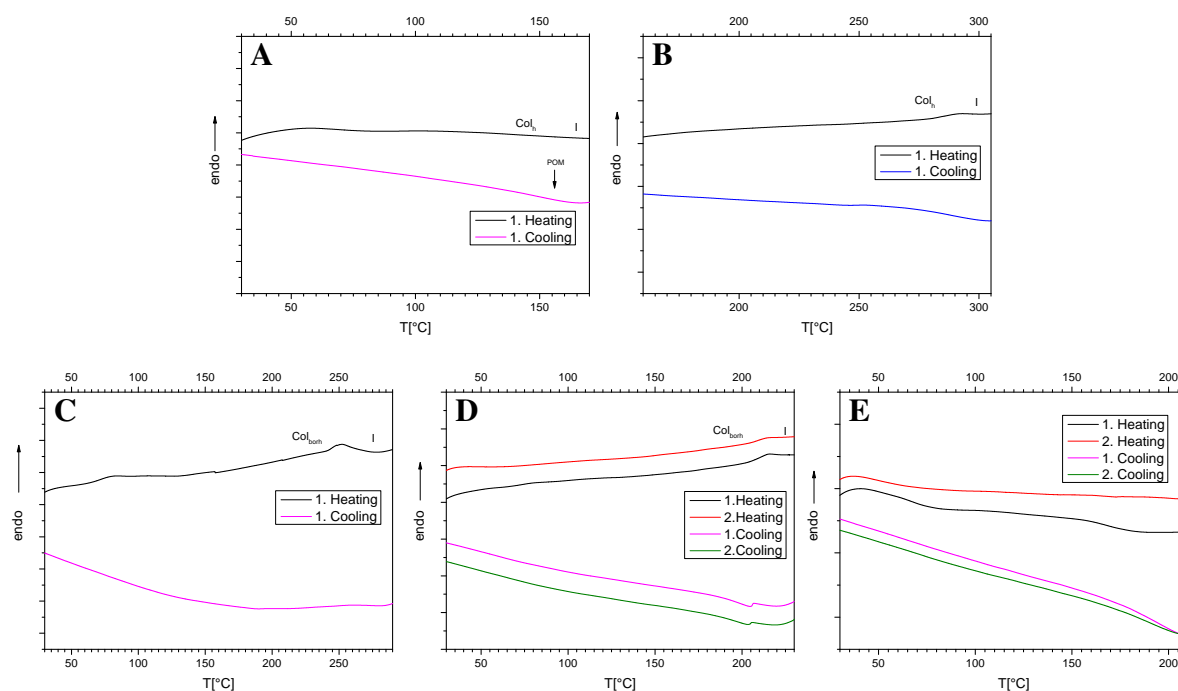 50 100 150
A
Col_h I
POM
1. Heating
1. Cooling
endo
50 100 150
T[°C]
200 250 300
B
Col_h I
1. Heating
1. Cooling
endo
200 250 300
T[°C]
50 100 150 200 250
C
Col_borh I
1. Heating
1. Cooling
endo
50 100 150 200 250
T[°C]
50 100 150 200
D
Col_borh I
1.Heating
2.Heating
1.Cooling
2.Cooling
endo
50 100 150 200
T[°C]
50 100 150 200
E
1. Heating
2. Heating
1. Cooling
2. Cooling
endo
50 100 150 200
T[°C]